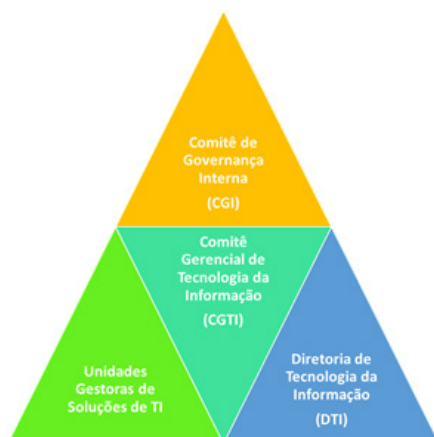 Comitê de
Governança
Interna
(CGI)
Comitê
Gerencial de
Tecnologia da
Informação
(CGTI)
Unidades
Gestoras de
Soluções de TI
Diretoria de
Tecnologia da
Informação
(DTI)